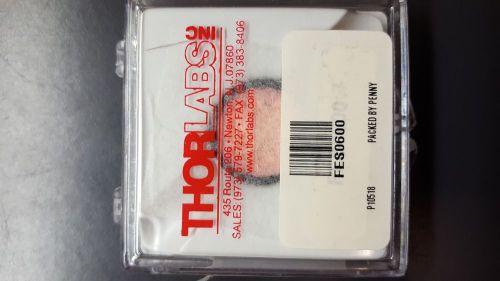 THORLABS INC
435 Route 206 • Newton, N.J. 07860
SALES (973) 579-7227 • FAX (973) 383-8406
www.thorlabs.com
FES0600
PACKED BY PENNY
P10518